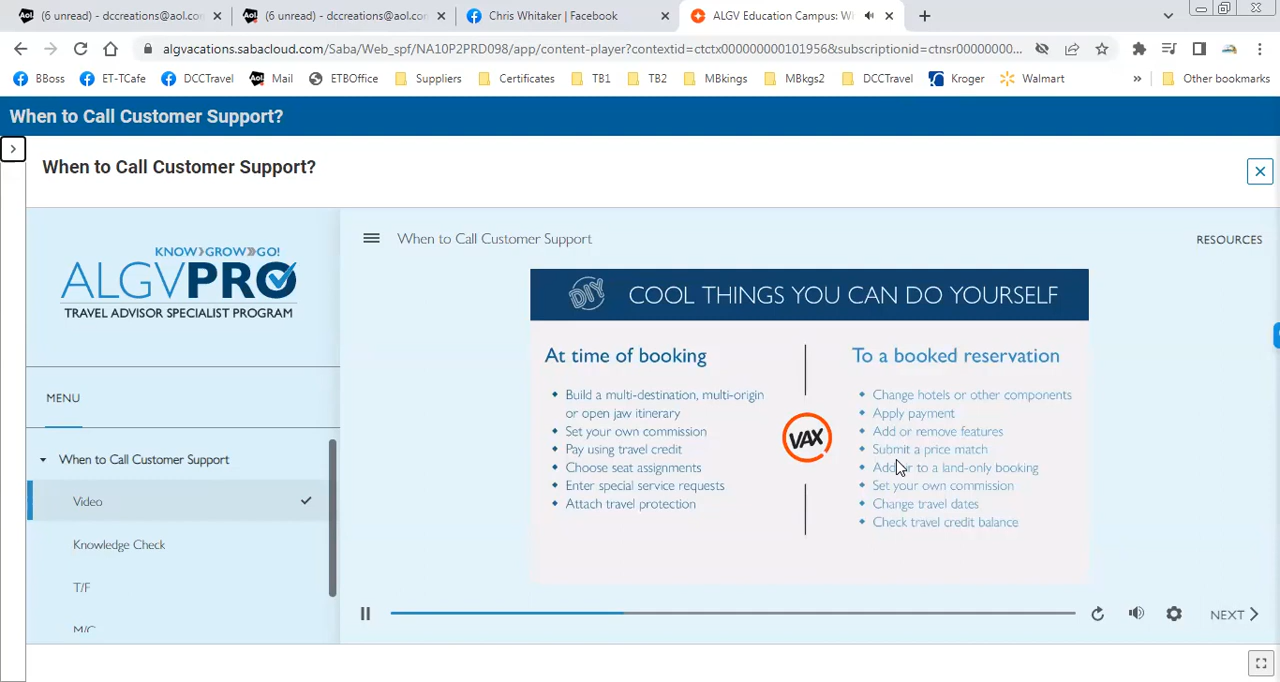 (6 unread) - dccreations@aol.co
(6 unread) - dccreations@aol.com
Chris Whitaker | Facebook
ALGV Education Campus: W
algvacations.sabacloud.com/Saba/Web_spf/NA10P2PRD098/app/content-player?contextid=ctctx000000000101956&subscriptionid=ctnsr00000000...
BBoss
ET-TCafe
DCCTravel
Mail
ETBOffice
Suppliers
Certificates
TB1
TB2
MBkings
MBkgs2
DCCTravel
Kroger
Walmart
»
Other bookmarks
When to Call Customer Support?
When to Call Customer Support?
KNOW GROW GO!
ALGVPRO
TRAVEL ADVISOR SPECIALIST PROGRAM
MENU
When to Call Customer Support
Video
Knowledge Check
T/F
M/C
When to Call Customer Support
RESOURCES
DIY
COOL THINGS YOU CAN DO YOURSELF
At time of booking
Build a multi-destination, multi-origin
or open jaw itinerary
Set your own commission
Pay using travel credit
Choose seat assignments
Enter special service requests
Attach travel protection
VAX
To a booked reservation
Change hotels or other components
Apply payment
Add or remove features
Submit a price match
Add air to a land-only booking
Set your own commission
Change travel dates
Check travel credit balance
NEXT